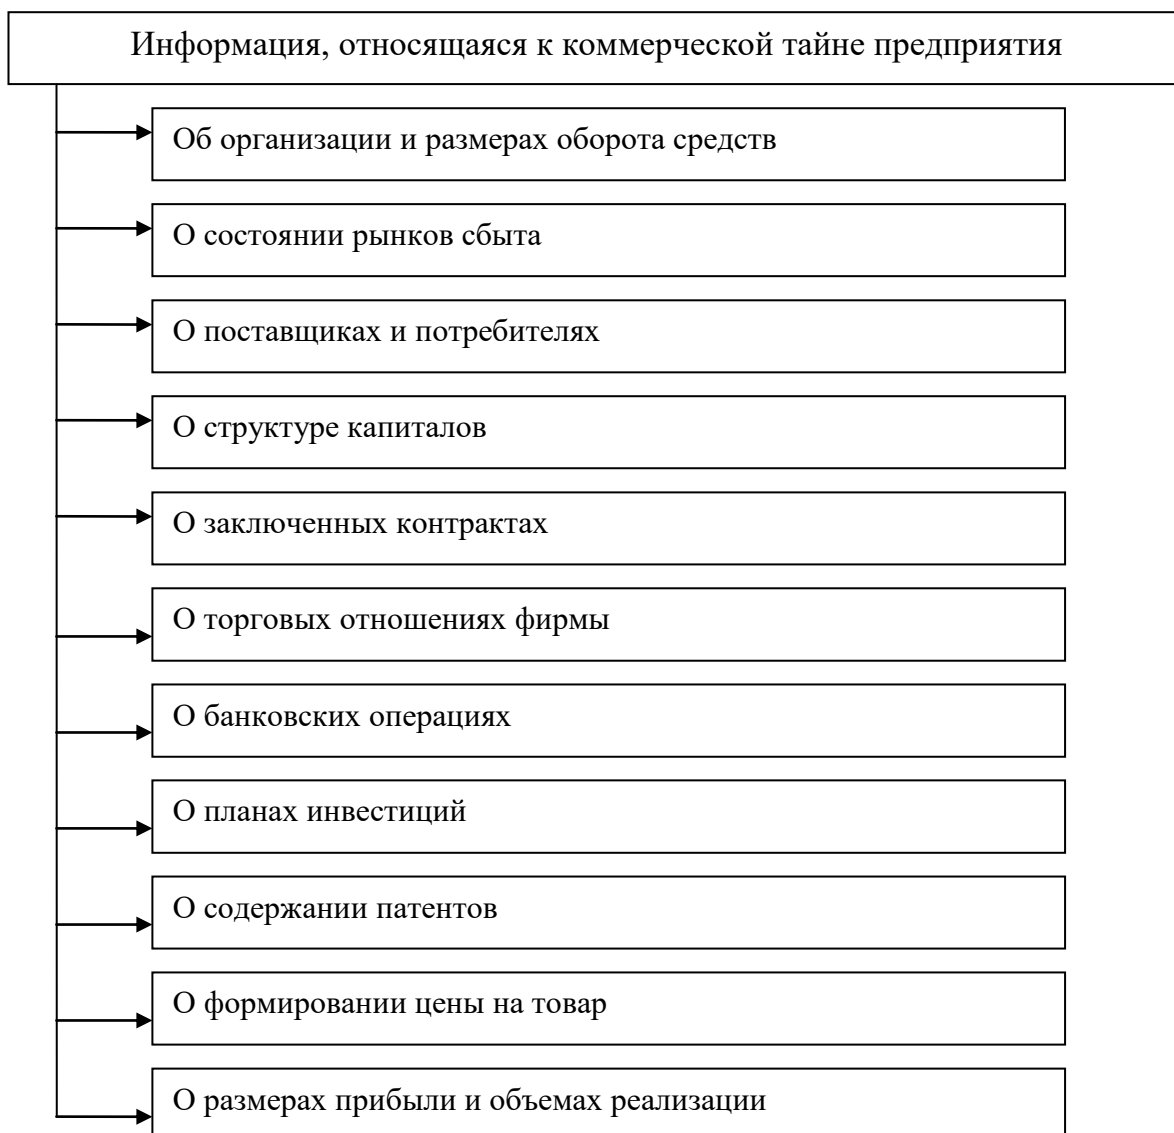 Информация, относящаяся к коммерческой тайне предприятия
Об организации и размерах оборота средств
О состоянии рынков сбыта
О поставщиках и потребителях
О структуре капиталов
О заключенных контрактах
О торговых отношениях фирмы
О банковских операциях
О планах инвестиций
О содержании патентов
О формировании цены на товар
О размерах прибыли и объемах реализации